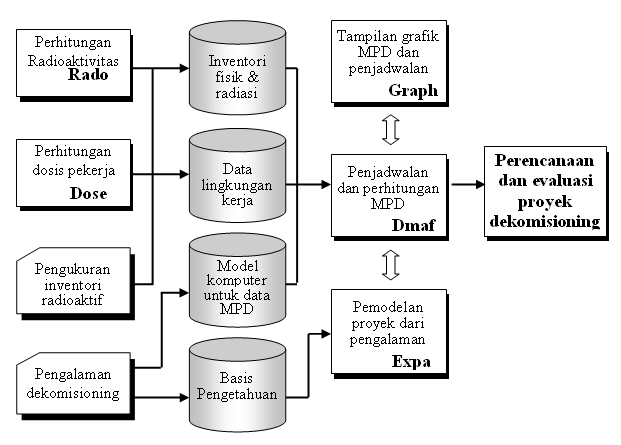 Perhitungan
Radioaktivitas
Rado
Inventori
fisik &
radiasi
Tampilan grafik
MPD dan
penjadwalan
Graph
Perhitungan
dosis pekerja
Dose
Data
lingkungan
kerja
Penjadwalan
dan perhitungan
MPD
Dmaf
Perencanaan
dan evaluasi
proyek
dekomisioning
Pengukuran
inventori
radioaktif
Model
komputer
untuk data
MPD
Pemodelan
proyek dari
pengalaman
Expa
Pengalaman
dekomisioning
Basis
Pengetahuan